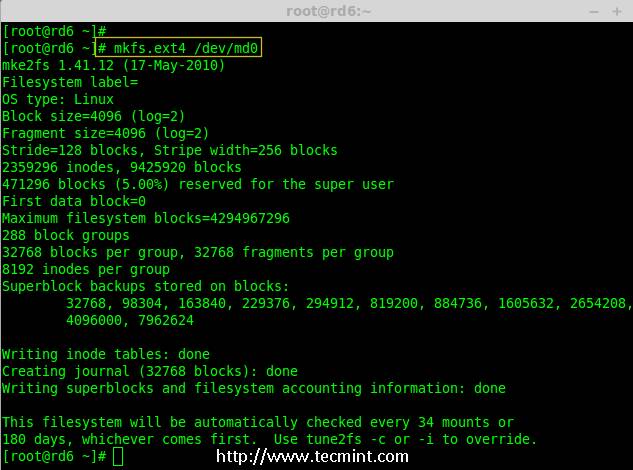 root@rd6:~
[root@rd6 ~]#
[root@rd6 ~]# mkfs.ext4 /dev/md0
mke2fs 1.41.12 (17-May-2010)
Filesystem label=
OS type: Linux
Block size=4096 (log=2)
Fragment size=4096 (log=2)
Stride=128 blocks, Stripe width=256 blocks
2359296 inodes, 9425920 blocks
471296 blocks (5.00%) reserved for the super user
First data block=0
Maximum filesystem blocks=4294967296
288 block groups
32768 blocks per group, 32768 fragments per group
8192 inodes per group
Superblock backups stored on blocks:
32768, 98304, 163840, 229376, 294912, 819200, 884736, 1605632, 2654208,
4096000, 7962624
Writing inode tables: done
Creating journal (32768 blocks): done
Writing superblocks and filesystem accounting information: done
This filesystem will be automatically checked every 34 mounts or
180 days, whichever comes first.  Use tune2fs -c or -i to override.
[root@rd6 ~]#
http://www.tecmint.com